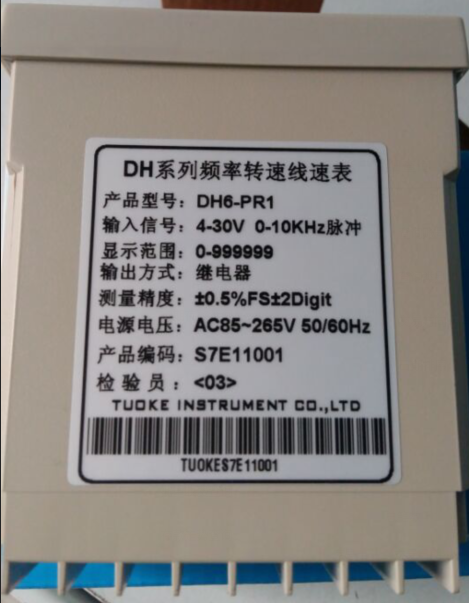 DH系列频率转速线速表
产品型号：DH6-PR1
输入信号：4-30V 0-10KHz脉冲
显示范围：0-999999
输出方式：继电器
测量精度：±0.5%FS±2Digit
电源电压：AC85~265V 50/60Hz
产品编码：S7E11001
检验员：<03>
TUOKE INSTRUMENT CO.,LTD
TUOKES7E11001